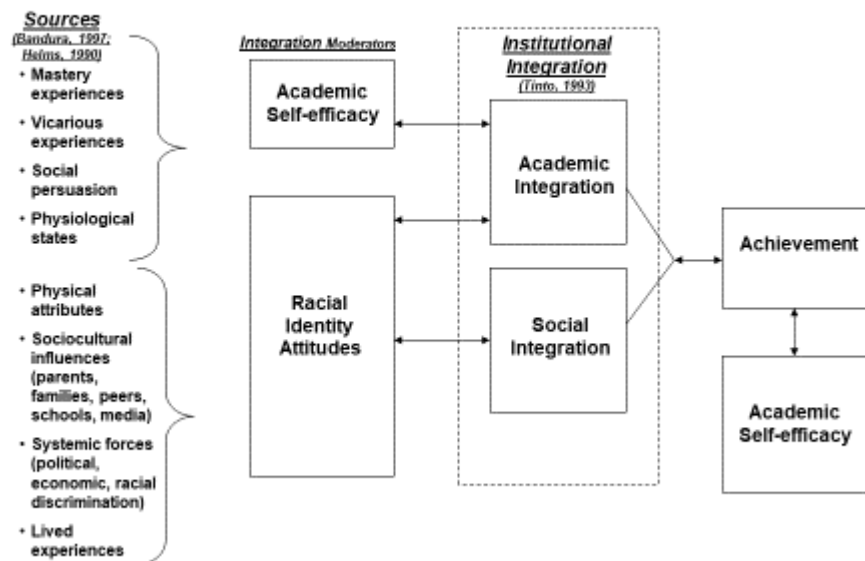 Sources
(Bandura, 1997;
Helms, 1990)
• Mastery
experiences
• Vicarious
experiences
• Social
persuasion
• Physiological
states
• Physical
attributes
• Sociocultural
influences
(parents,
families, peers,
schools, media)
• Systemic forces
(political,
economic, racial
discrimination)
• Lived
experiences
Integration Moderators
Academic
Self-efficacy
Racial
Identity
Attitudes
Institutional
Integration
(Tinto, 1993)
Academic
Integration
Social
Integration
Achievement
Academic
Self-efficacy